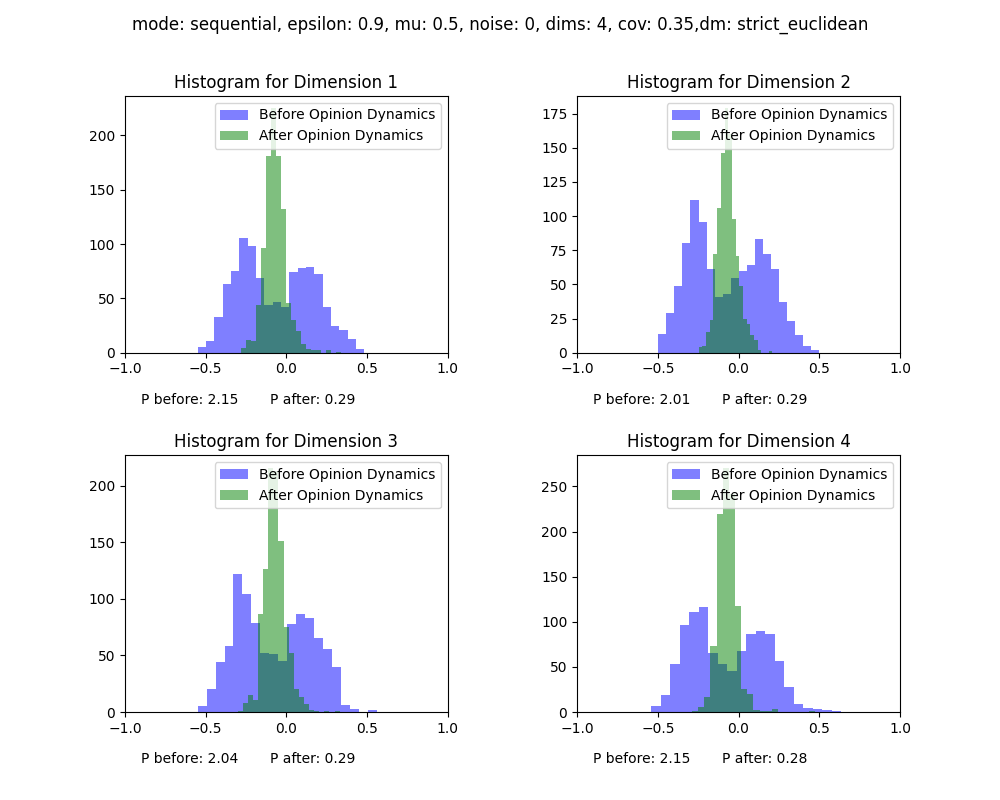 mode: sequential, epsilon: 0.9, mu: 0.5, noise: 0, dims: 4, cov: 0.35,dm: strict_euclidean
Histogram for Dimension 1
Before Opinion Dynamics
After Opinion Dynamics
200
150
100
50
0
−1.0 −0.5 0.0 0.5 1.0
P before: 2.15 P after: 0.29
Histogram for Dimension 2
Before Opinion Dynamics
After Opinion Dynamics
175
150
125
100
75
50
25
0
−1.0 −0.5 0.0 0.5 1.0
P before: 2.01 P after: 0.29
Histogram for Dimension 3
Before Opinion Dynamics
After Opinion Dynamics
200
150
100
50
0
−1.0 −0.5 0.0 0.5 1.0
P before: 2.04 P after: 0.29
Histogram for Dimension 4
Before Opinion Dynamics
After Opinion Dynamics
250
200
150
100
50
0
−1.0 −0.5 0.0 0.5 1.0
P before: 2.15 P after: 0.28